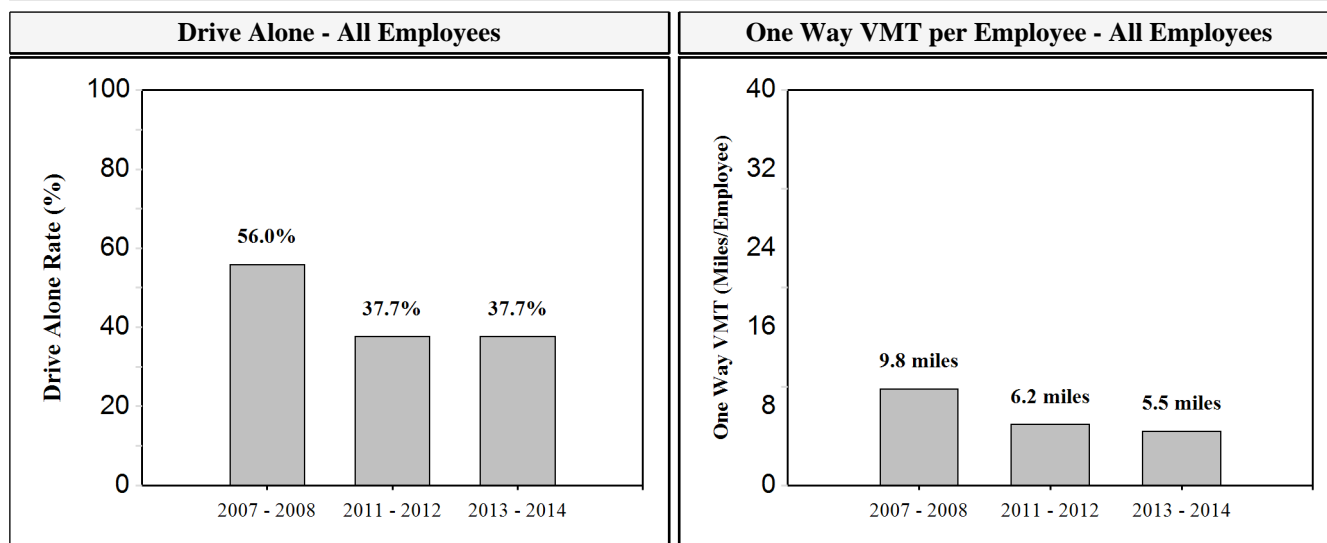 Drive Alone - All Employees
Drive Alone Rate (%)
100
80
60
40
20
0
56.0%
37.7%
37.7%
2007 - 2008
2011 - 2012
2013 - 2014
One Way VMT per Employee - All Employees
One Way VMT (Miles/Employee)
40
32
24
16
8
0
9.8 miles
6.2 miles
5.5 miles
2007 - 2008
2011 - 2012
2013 - 2014